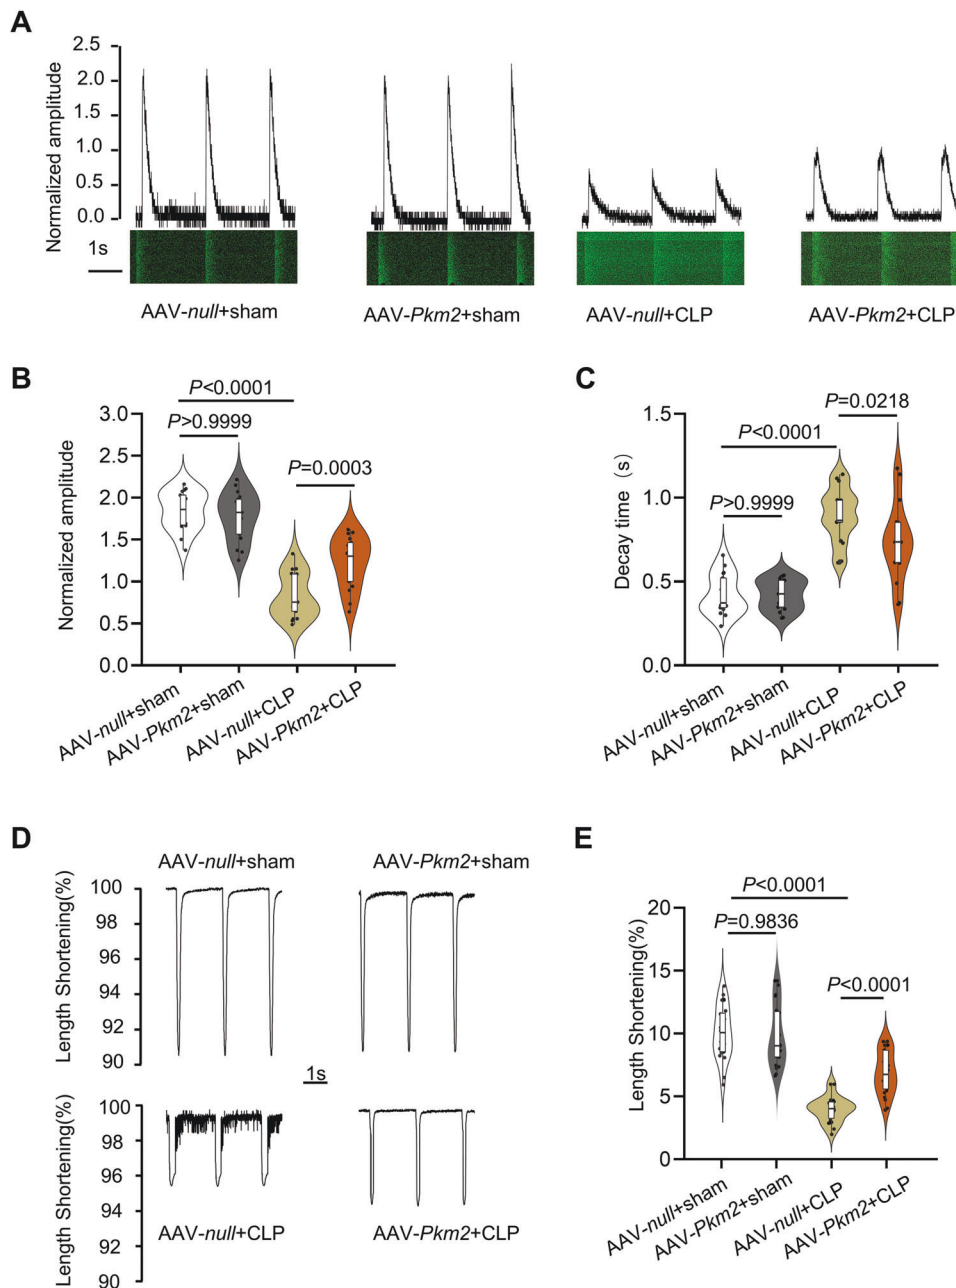 A
Normalized amplitude
2.5
2.0
1.5
1.0
0.5
0.0
1s
AAV-null+sham
AAV-Pkm2+sham
AAV-null+CLP
AAV-Pkm2+CLP
B
P<0.0001
P>0.9999
P=0.0003
Normalized amplitude
3.0
2.5
2.0
1.5
1.0
0.5
0.0
AAV-null+sham
AAV-Pkm2+sham
AAV-null+CLP
AAV-Pkm2+CLP
C
P=0.0218
P<0.0001
P>0.9999
Decay time (s)
1.5
1.0
0.5
0.0
AAV-null+sham
AAV-Pkm2+sham
AAV-null+CLP
AAV-Pkm2+CLP
D
AAV-null+sham
AAV-Pkm2+sham
Length Shortening(%)
100
98
96
94
92
90
1s
Length Shortening(%)
100
98
96
94
92
90
AAV-null+CLP
AAV-Pkm2+CLP
E
P<0.0001
P=0.9836
P<0.0001
Length Shortening(%)
20
15
10
5
0
AAV-null+sham
AAV-Pkm2+sham
AAV-null+CLP
AAV-Pkm2+CLP